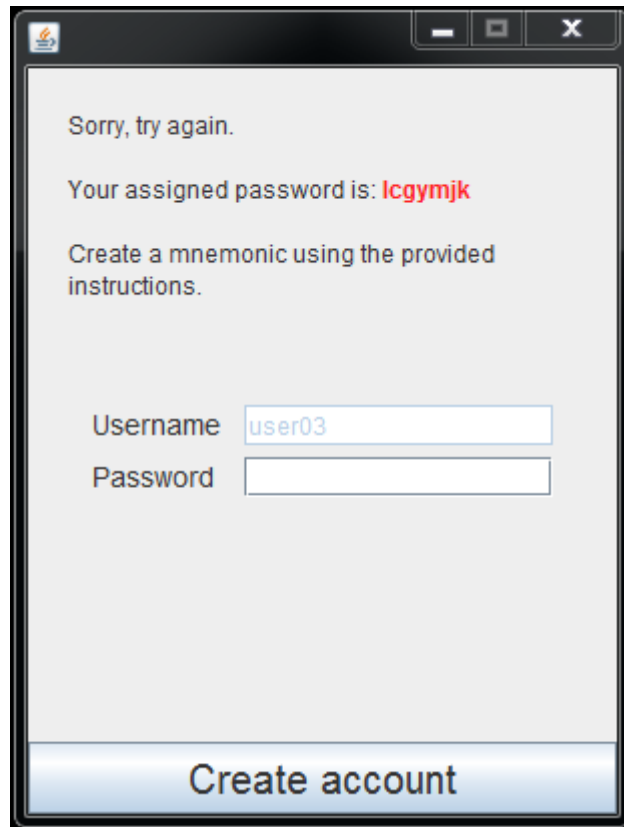 Sorry, try again.
Your assigned password is: lcgymjk
Create a mnemonic using the provided
instructions.
Username user03
Password
Create account